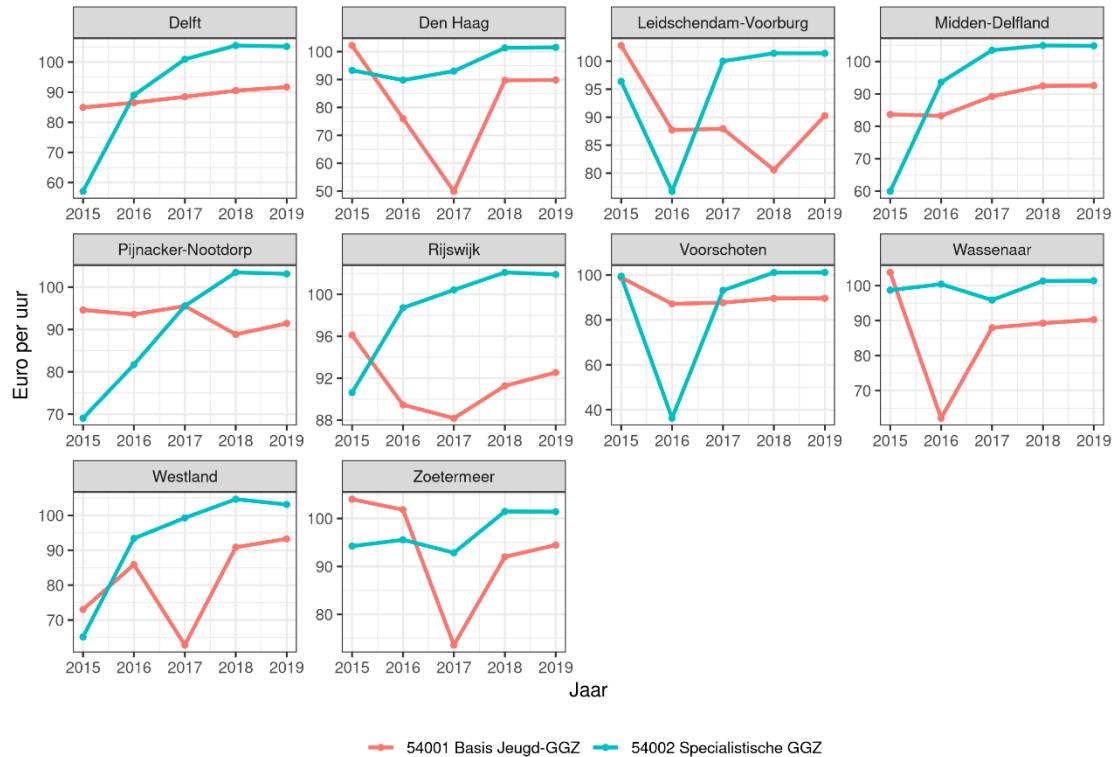 Delft
Den Haag
Leidschendam-Voorburg
Midden-Delfland
100
90
80
70
60
2015 2016 2017 2018 2019
100
90
80
70
60
50
2015 2016 2017 2018 2019
100
95
90
85
80
2015 2016 2017 2018 2019
100
90
80
70
60
2015 2016 2017 2018 2019
Euro per uur
Pijnacker-Nootdorp
Rijswijk
Voorschoten
Wassenaar
100
90
80
70
2015 2016 2017 2018 2019
100
96
92
88
2015 2016 2017 2018 2019
100
80
60
40
2015 2016 2017 2018 2019
100
90
80
70
2015 2016 2017 2018 2019
Westland
Zoetermeer
100
90
80
70
2015 2016 2017 2018 2019
100
90
80
2015 2016 2017 2018 2019
Jaar
54001 Basis Jeugd-GGZ
54002 Specialistische GGZ